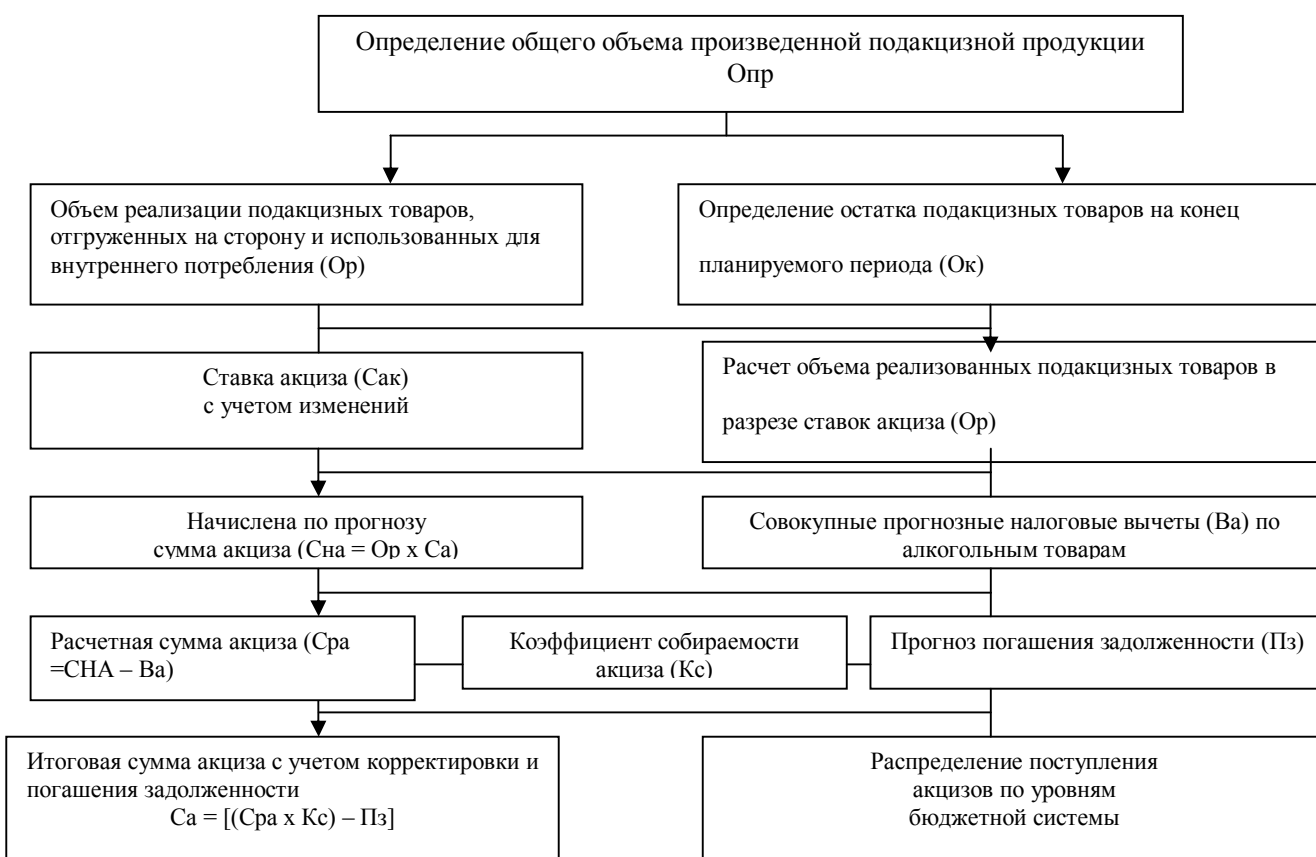 Определение общего объема произведенной подакцизной продукции
Опр
Объем реализации подакцизных товаров,
отгруженных на сторону и использованных для
внутреннего потребления (Ор)
Определение остатка подакцизных товаров на конец
планируемого периода (Ок)
Ставка акциза (Сак)
с учетом изменений
Расчет объема реализованных подакцизных товаров в
разрезе ставок акциза (Ор)
Начислена по прогнозу
сумма акциза (Сна = Ор х Са)
Совокупные прогнозные налоговые вычеты (Ва) по
алкогольным товарам
Расчетная сумма акциза (Сра
=СНА – Ва)
Коэффициент собираемости
акциза (Кс)
Прогноз погашения задолженности (Пз)
Итоговая сумма акциза с учетом корректировки и
погашения задолженности
Са = [(Сра х Кс) – Пз]
Распределение поступления
акцизов по уровням
бюджетной системы